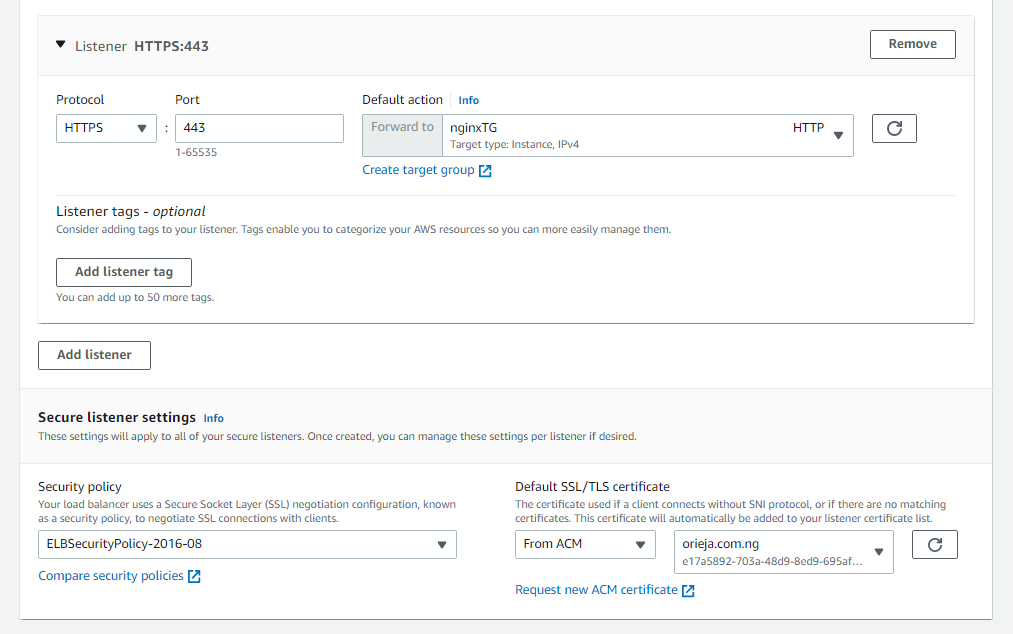 Listener HTTPS:443
Remove
Protocol
Port
Default action
Info
HTTPS
:
443
Forward to
nginxTG
HTTP
Target type: Instance, IPv4
1-65535
Create target group
Listener tags - optional
Consider adding tags to your listener. Tags enable you to categorize your AWS resources so you can more easily manage them.
Add listener tag
You can add up to 50 more tags.
Add listener
Secure listener settings
Info
These settings will apply to all of your secure listeners. Once created, you can manage these settings per listener if desired.
Security policy
Your load balancer uses a Secure Socket Layer (SSL) negotiation configuration, known
as a security policy, to negotiate SSL connections with clients.
ELBSecurityPolicy-2016-08
Compare security policies
Default SSL/TLS certificate
The certificate used if a client connects without SNI protocol, or if there are no matching
certificates. This certificate will automatically be added to your listener certificate list.
From ACM
orieja.com.ng
e17a5892-703a-48d9-8ed9-695af...
Request new ACM certificate